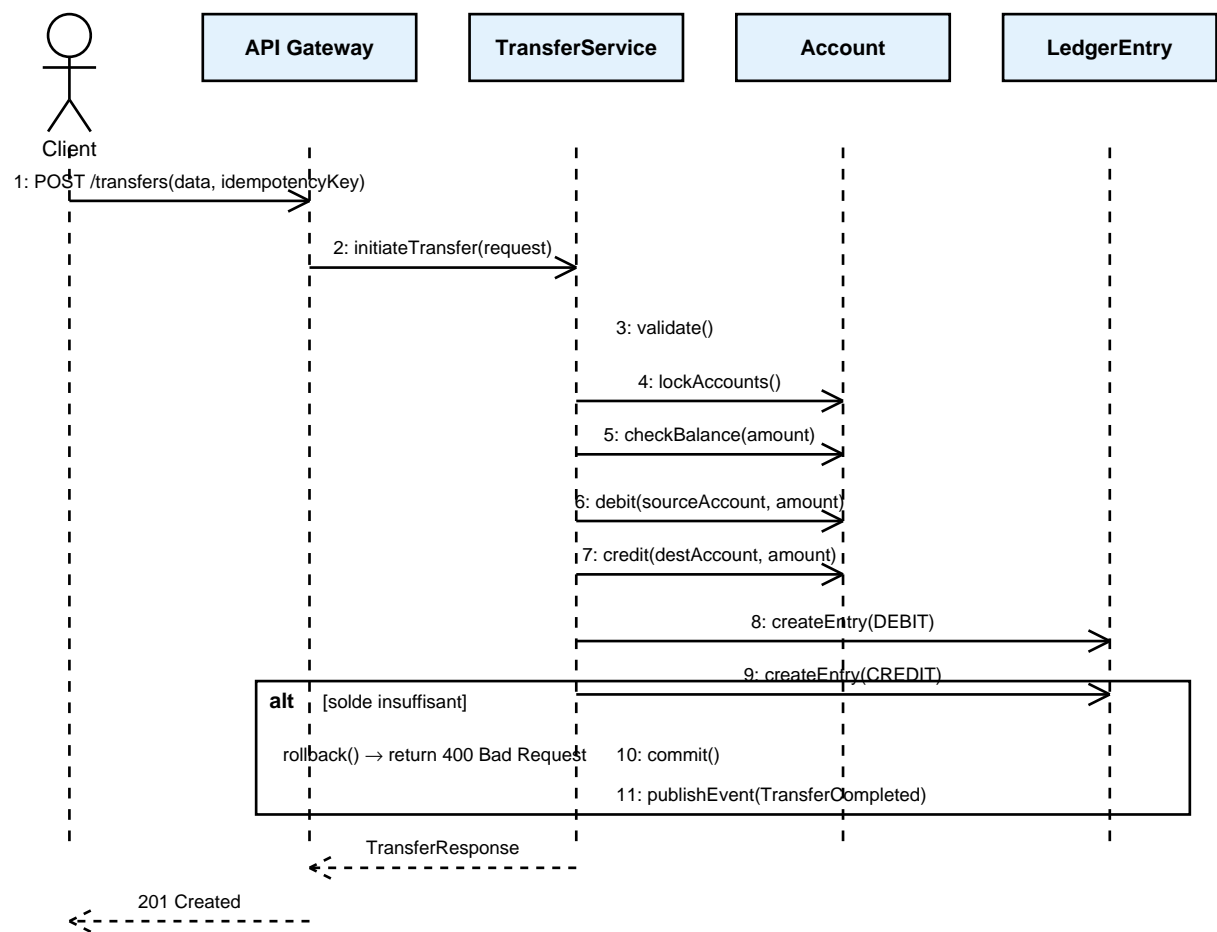 API Gateway
TransferService
Account
LedgerEntry
Client
1: POST /transfers(data, idempotencyKey)
2: initiateTransfer(request)
3: validate()
4: lockAccounts()
5: checkBalance(amount)
6: debit(sourceAccount, amount)
7: credit(destAccount, amount)
8: createEntry(DEBIT)
9: createEntry(CREDIT)
alt [solde insuffisant]
rollback() → return 400 Bad Request
10: commit()
11: publishEvent(TransferCompleted)
TransferResponse
201 Created